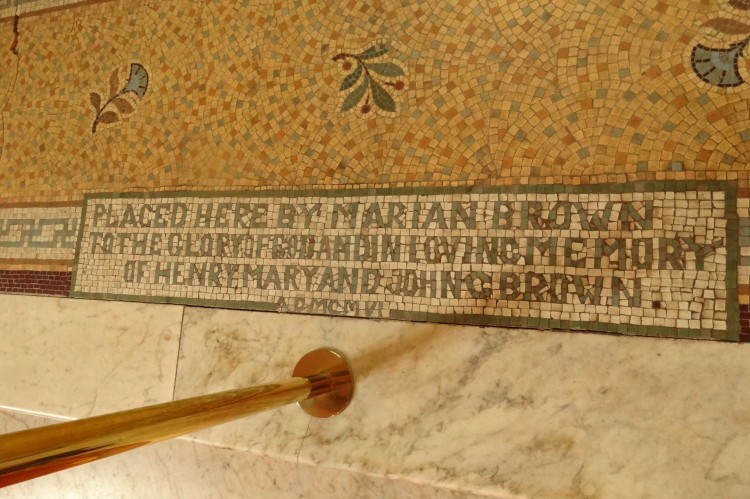 PLACED HERE BY MARIAN BROWN
TO THE GLORY OF GOD AND IN LOVING MEMORY
OF HENRY, MARY AND JOHN C BROWN
A.D. MCMVI